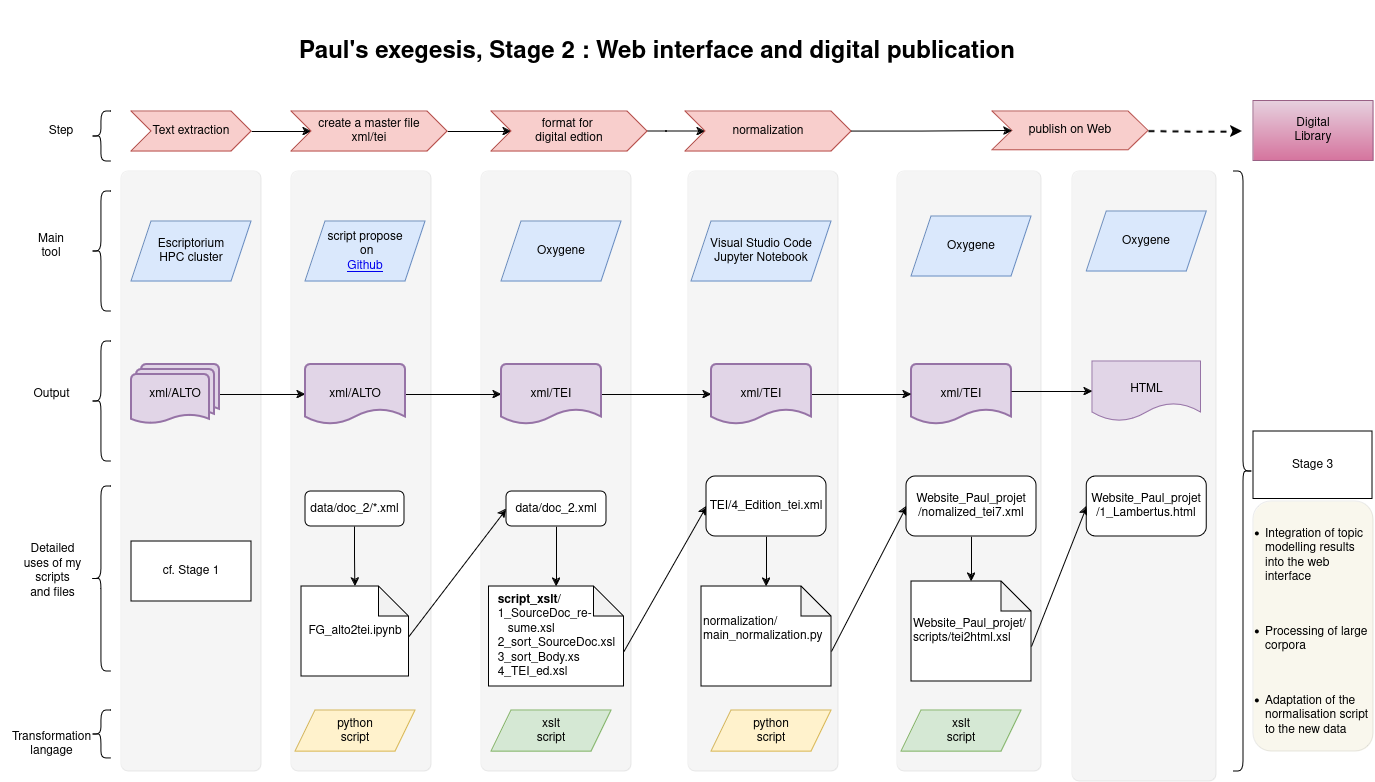 Paul's exegesis, Stage 2 : Web interface and digital publication
Step
Text extraction
create a master file
xml/tei
format for
digital edtion
normalization
publish on Web
Digital
Library
Main
tool
Escriptorium
HPC cluster
script propose
on
Github
Oxygene
Visual Studio Code
Jupyter Notebook
Oxygene
Oxygene
Output
xml/ALTO
xml/ALTO
xml/TEI
xml/TEI
xml/TEI
HTML
Detailed
uses of my
scripts
and files
cf. Stage 1
data/doc_2/*.xml
FG_alto2tei.ipynb
data/doc_2.xml
script_xslt/
1_SourceDoc_re-
sume.xsl
2_sort_SourceDoc.xsl
3_sort_Body.xs
4_TEI_ed.xsl
TEI/4_Edition_tei.xml
normalization/
main_normalization.py
Website_Paul_projet
/nomalized_tei7.xml
Website_Paul_projet/
scripts/tei2html.xsl
Website_Paul_projet
/1_Lambertus.html
Transformation
langage
python
script
xslt
script
python
script
xslt
script
Stage 3
• Integration of topic
modelling results
into the web
interface
• Processing of large
corpora
• Adaptation of the
normalisation script
to the new data